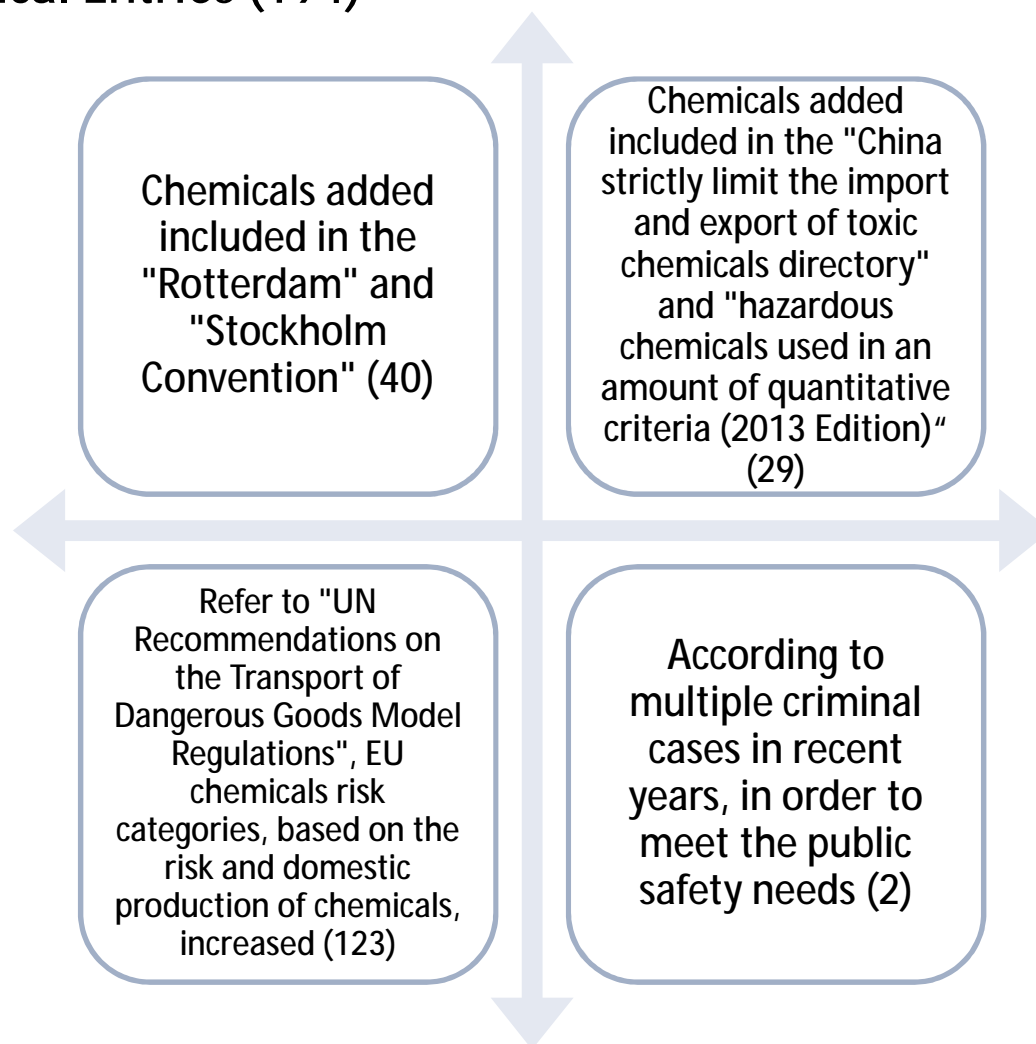 Entries (194)
Chemicals added
included in the
"Rotterdam" and
"Stockholm
Convention" (40)
Chemicals added
included in the "China
strictly limit the import
and export of toxic
chemicals directory"
and "hazardous
chemicals used in an
amount of quantitative
criteria (2013 Edition)“
(29)
Refer to "UN
Recommendations on
the Transport of
Dangerous Goods Model
Regulations", EU
chemicals risk
categories, based on the
risk and domestic
production of chemicals,
increased (123)
According to
multiple criminal
cases in recent
years, in order to
meet the public
safety needs (2)